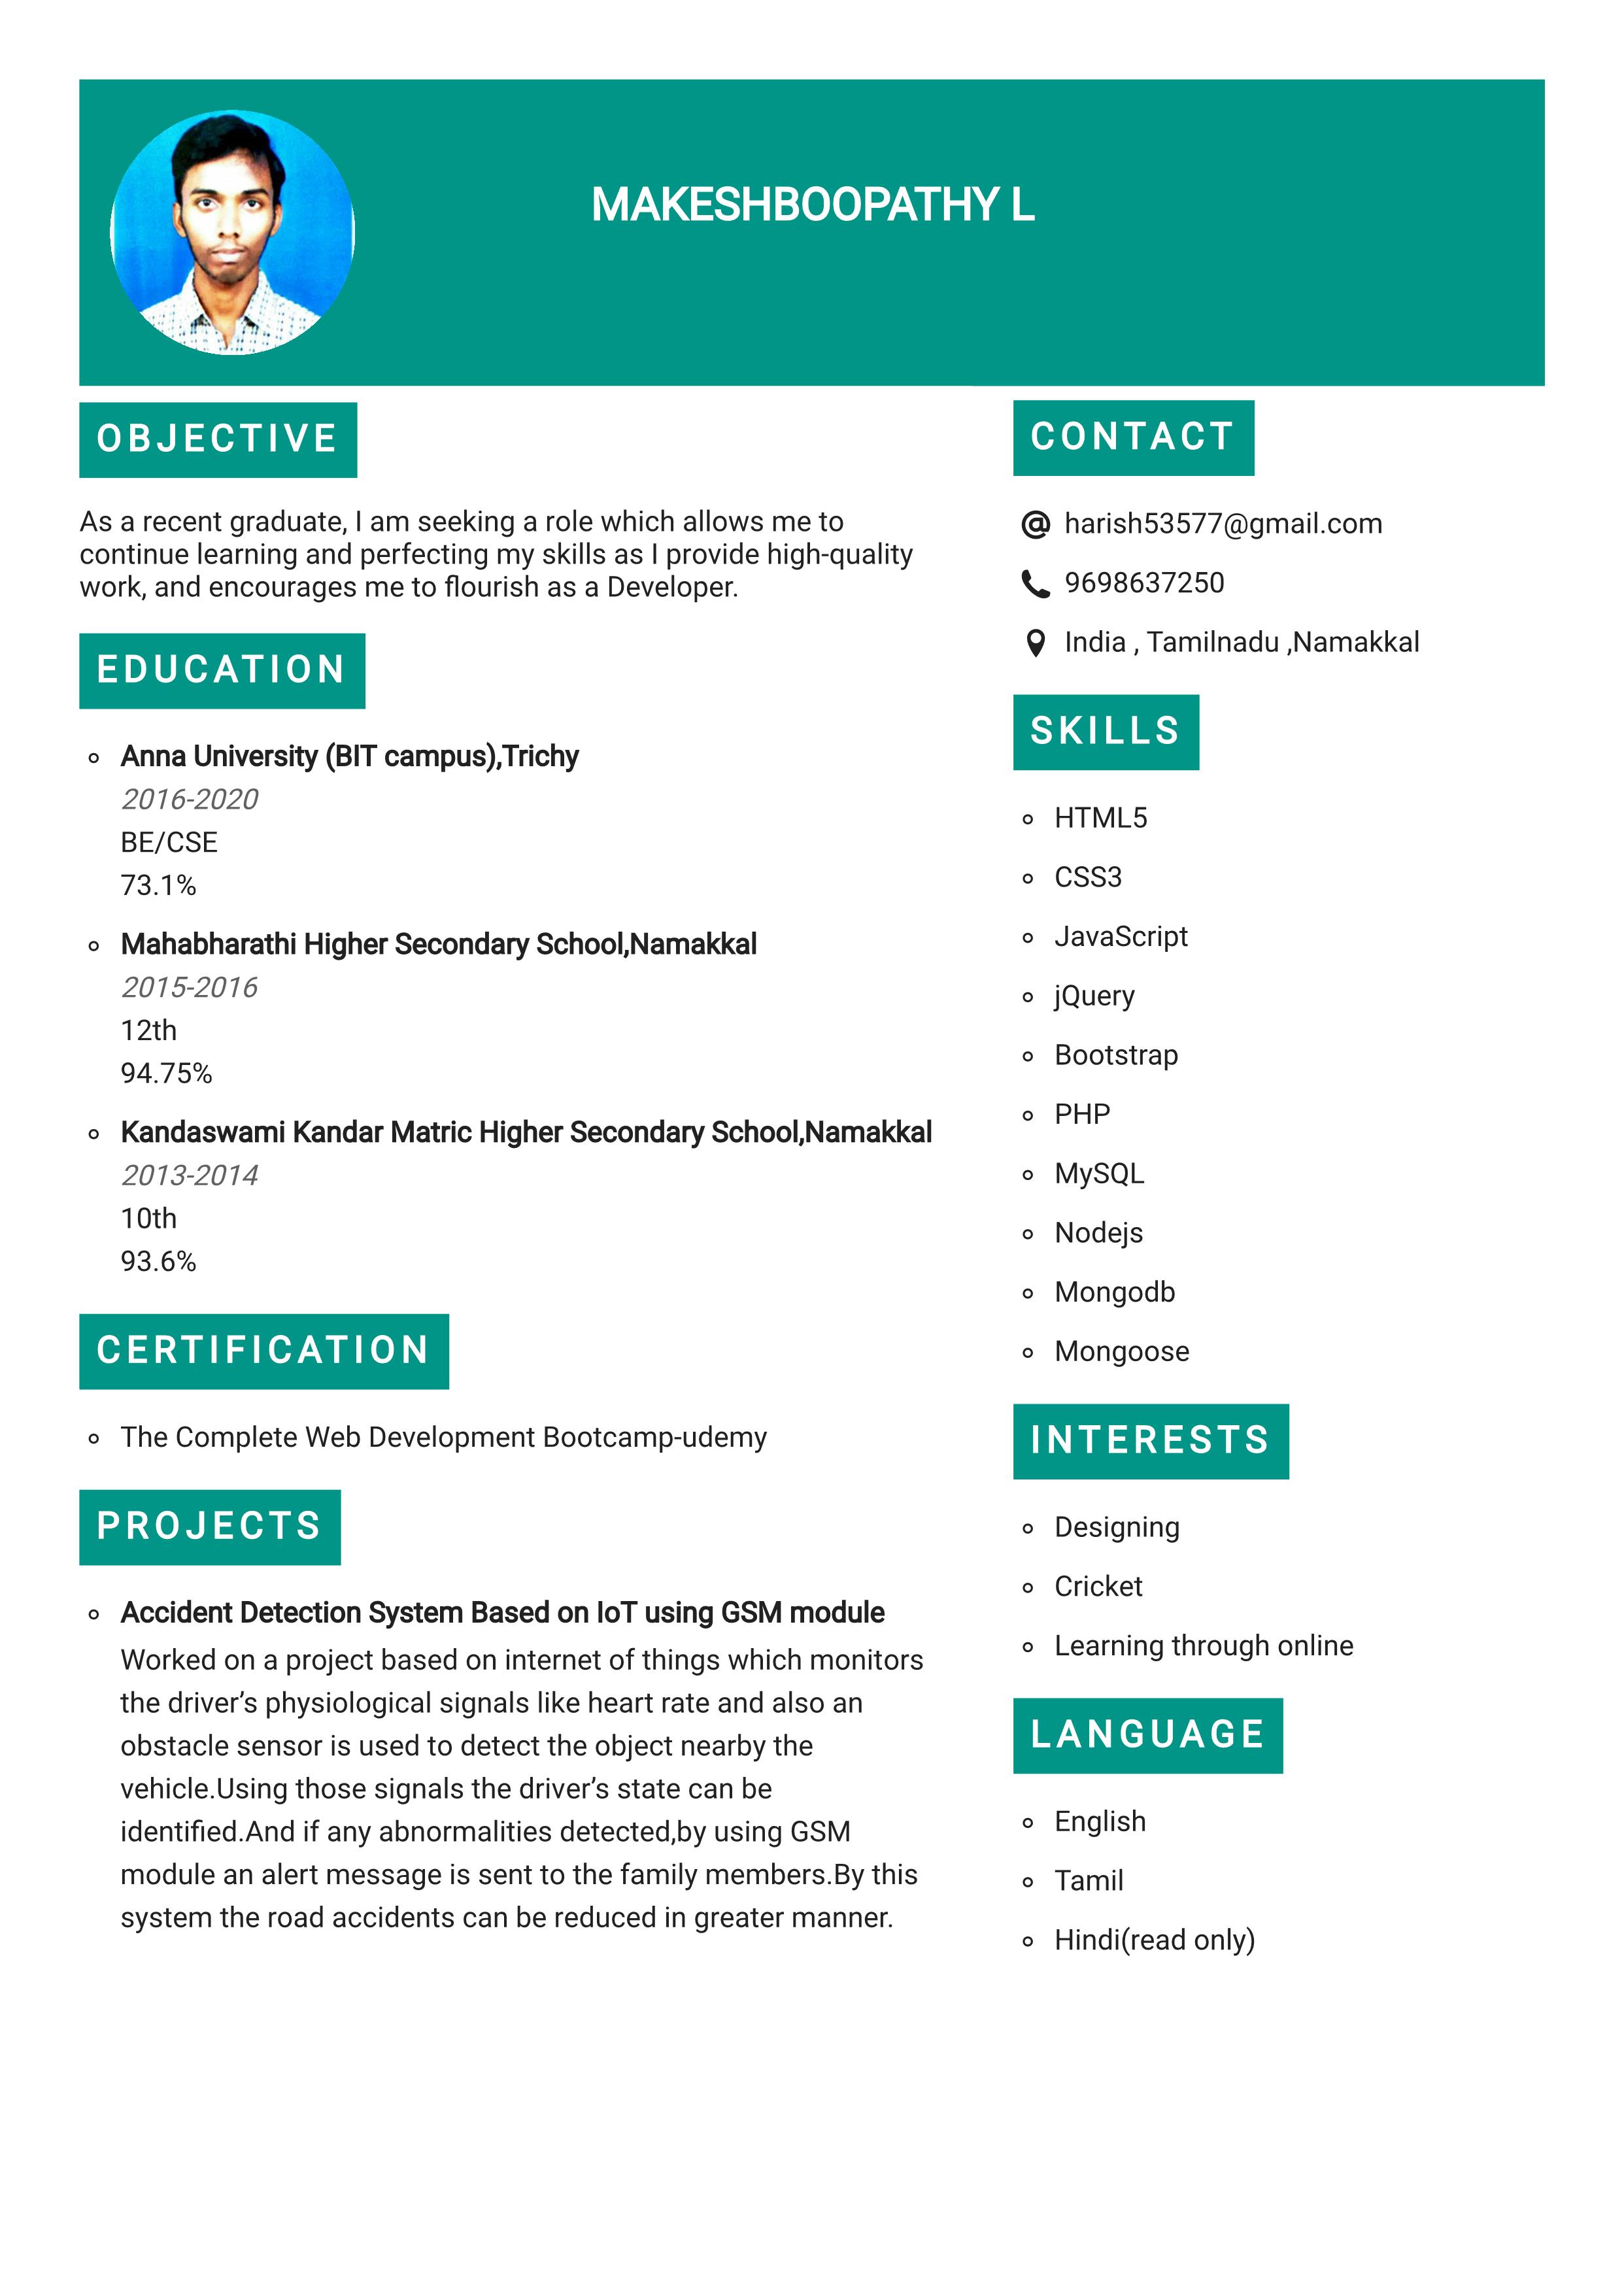 MAKESHBOOPATHY L
OBJECTIVE
As a recent graduate, I am seeking a role which allows me to
continue learning and perfecting my skills as I provide high-quality
work, and encourages me to flourish as a Developer.
EDUCATION
Anna University (BIT campus),Trichy
2016-2020
BE/CSE
73.1%
Mahabharathi Higher Secondary School,Namakkal
2015-2016
12th
94.75%
Kandaswami Kandar Matric Higher Secondary School,Namakkal
2013-2014
10th
93.6%
CERTIFICATION
The Complete Web Development Bootcamp-udemy
PROJECTS
Accident Detection System Based on IoT using GSM module
Worked on a project based on internet of things which monitors
the driver’s physiological signals like heart rate and also an
obstacle sensor is used to detect the object nearby the
vehicle.Using those signals the driver’s state can be
identified.And if any abnormalities detected,by using GSM
module an alert message is sent to the family members.By this
system the road accidents can be reduced in greater manner.
CONTACT
harish53577@gmail.com
9698637250
India , Tamilnadu ,Namakkal
SKILLS
HTML5
CSS3
JavaScript
jQuery
Bootstrap
PHP
MySQL
Nodejs
Mongodb
Mongoose
INTERESTS
Designing
Cricket
Learning through online
LANGUAGE
English
Tamil
Hindi(read only)